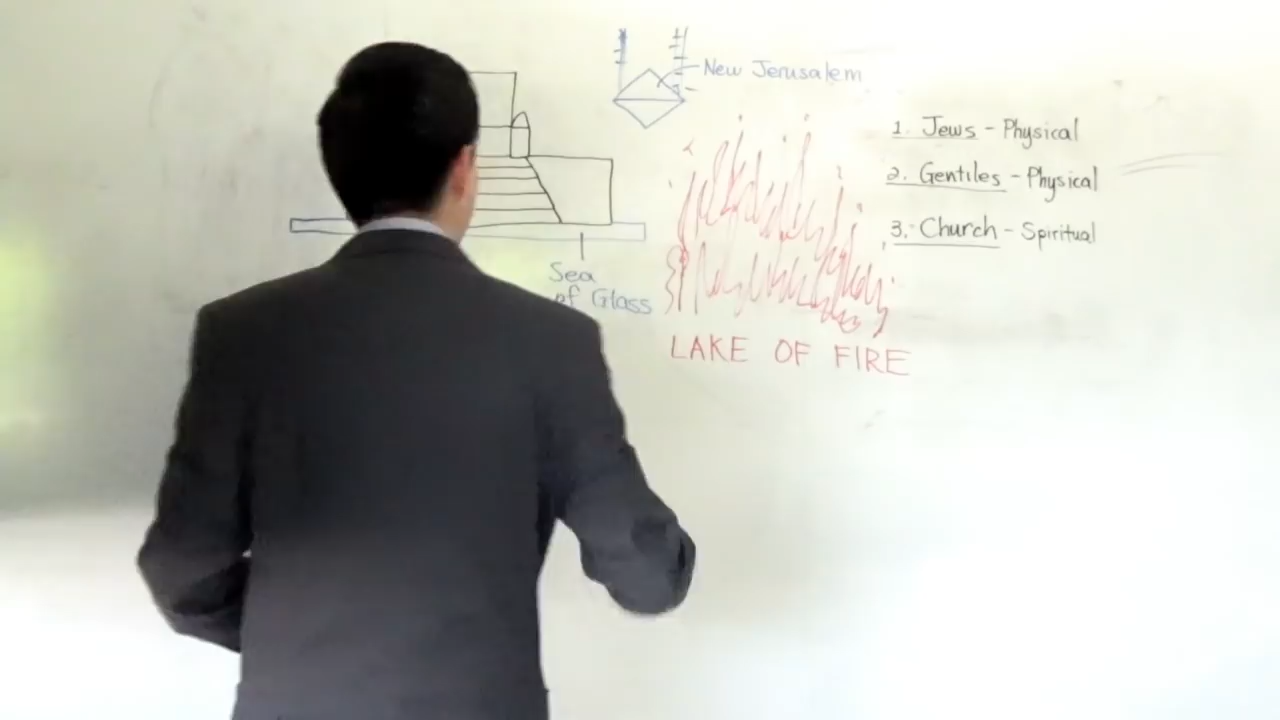 New Jerusalem
1. Jews - Physical
2. Gentiles - Physical
3. Church - Spiritual
Sea
of Glass
LAKE OF FIRE